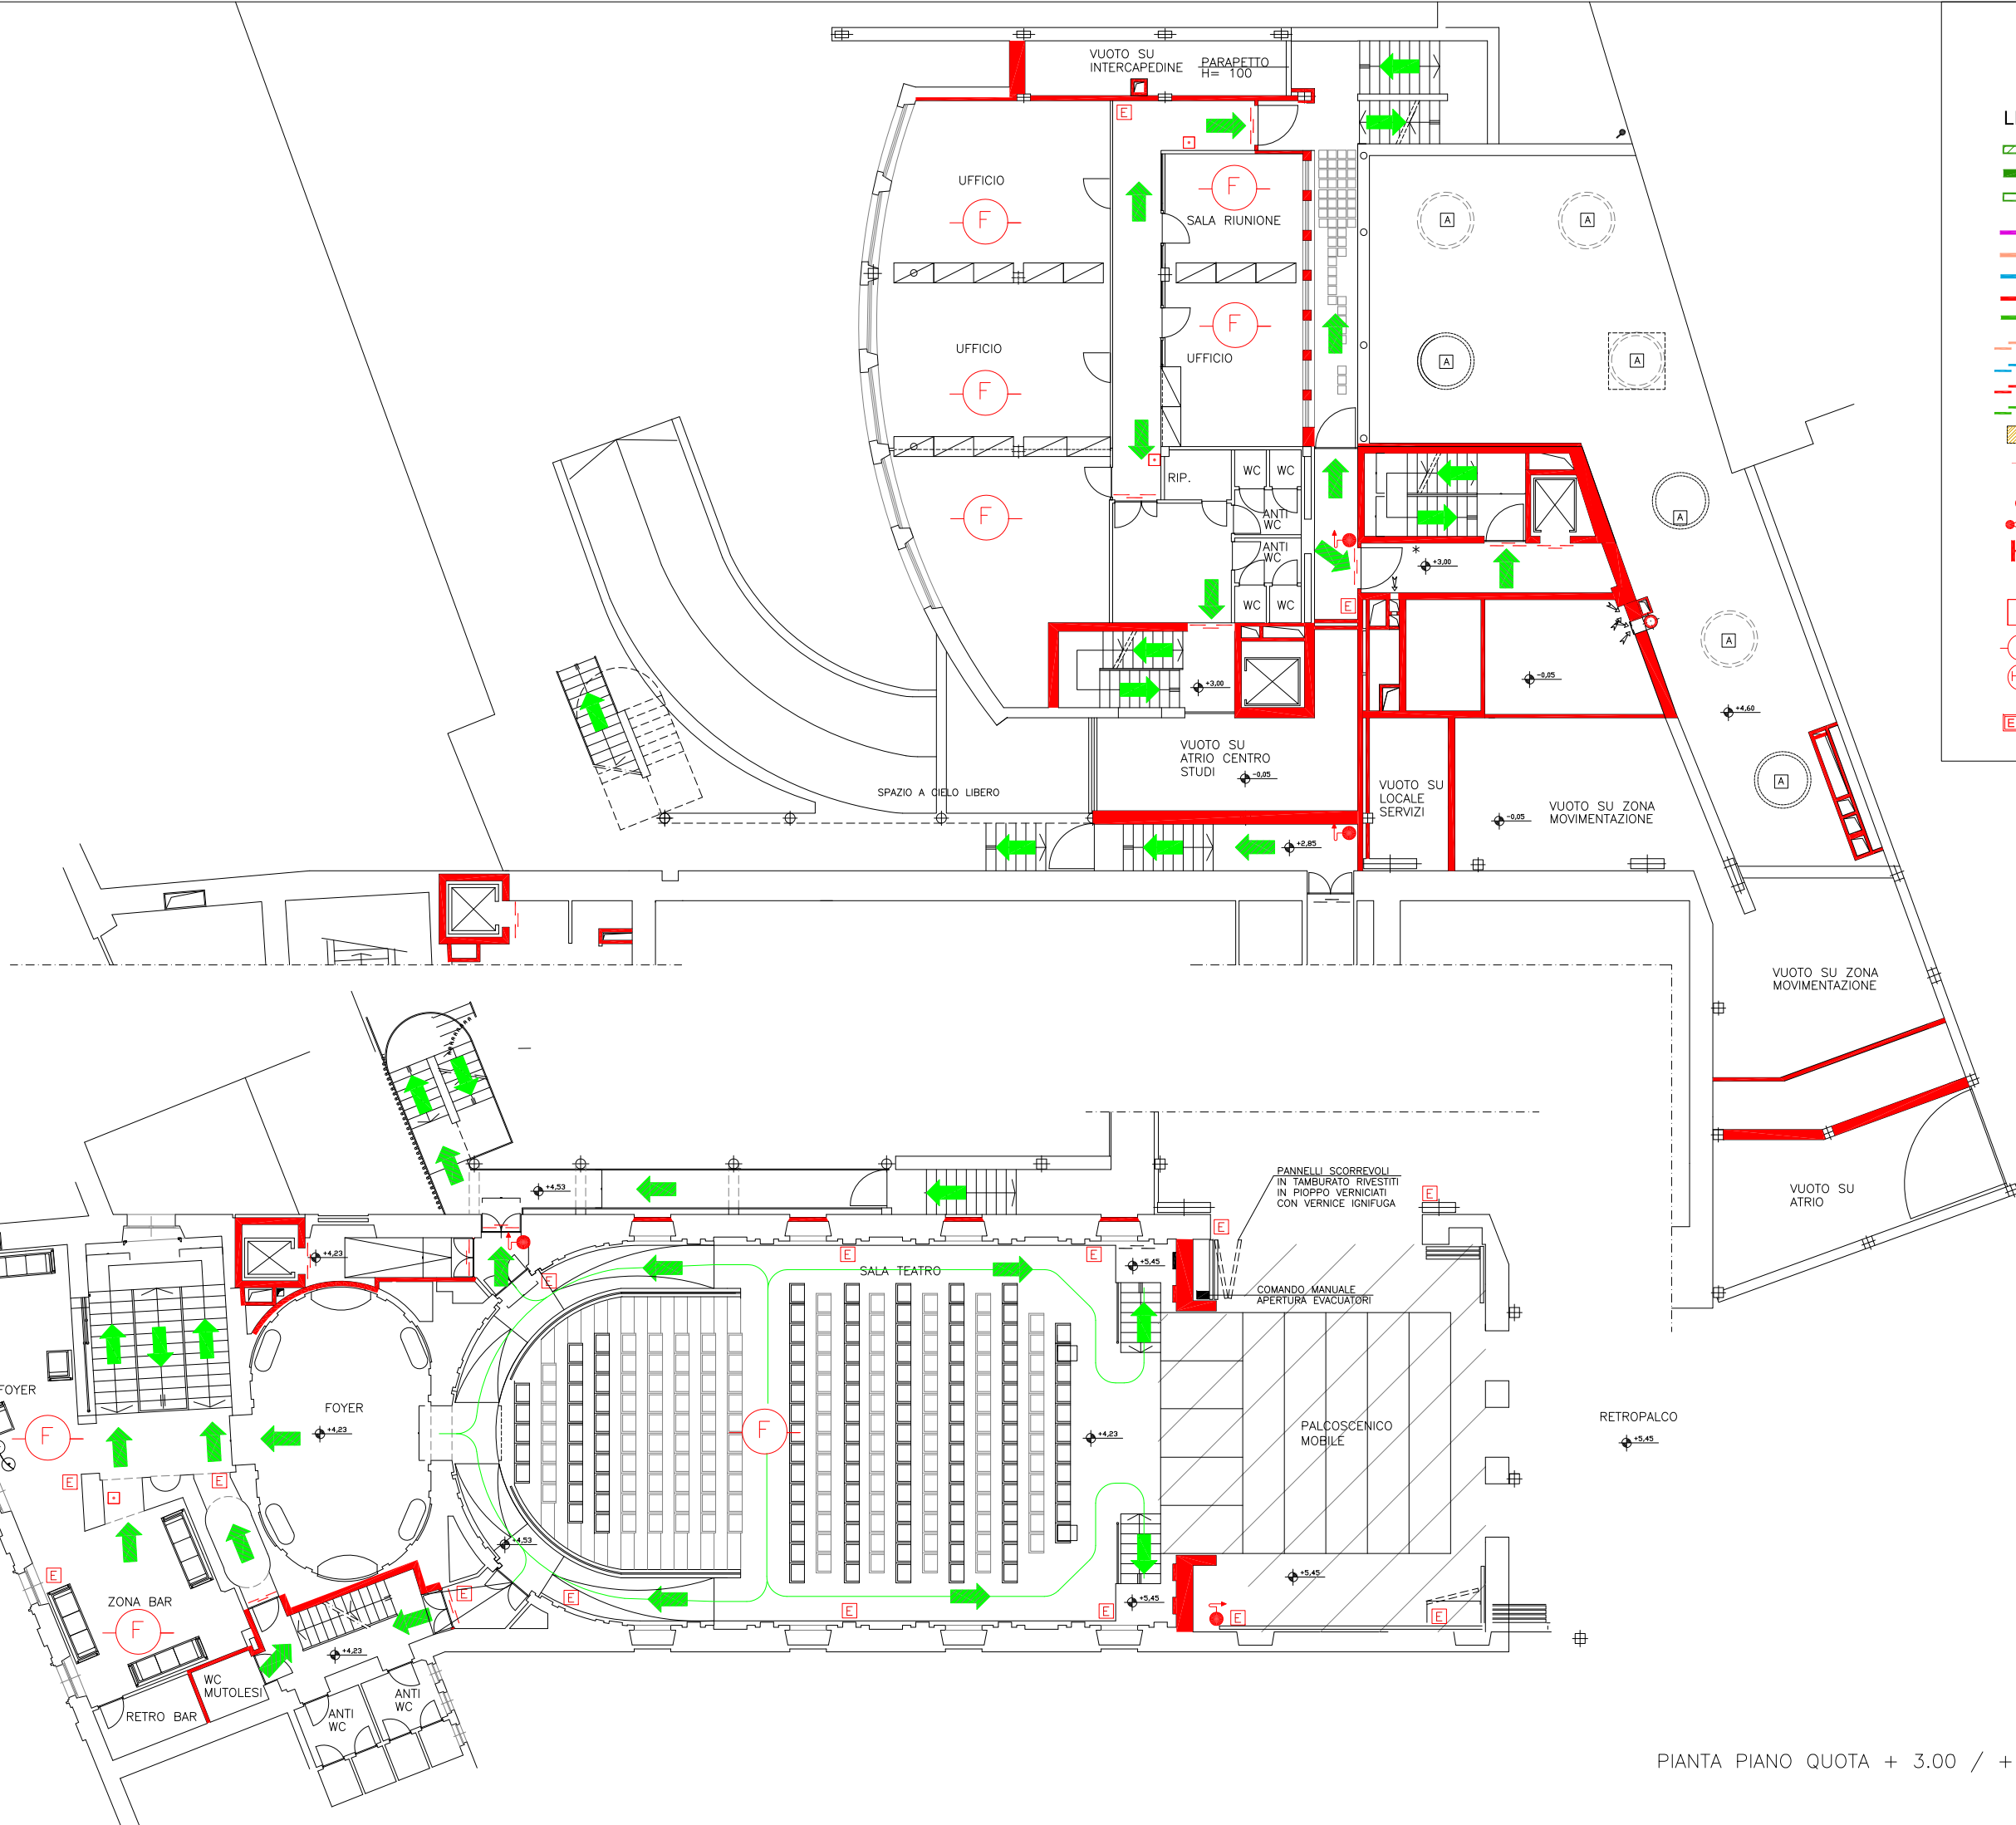 VUOTO SU
INTERCAPEDINE
PARAPETTO
H= 100
E
UFFICIO
F
F
SALA RIUNIONE
A
A
UFFICIO
F
F
UFFICIO
A
A
RIP.
WC
WC
F
ANTI
WC
A
ANTI
WC
*
+3,00
WC
WC
E
A
+3,00
-0,05
+4,60
VUOTO SU
ATRIO CENTRO
STUDI
-0,05
SPAZIO A CIELO LIBERO
VUOTO SU
LOCALE
SERVIZI
VUOTO SU ZONA
MOVIMENTAZIONE
-0,05
A
+2,85
VUOTO SU ZONA
MOVIMENTAZIONE
PANNELLI SCORREVOLI
IN TAMBURATO RIVESTITI
IN PIOPPO VERNICIATI
CON VERNICE IGNIFUGA
+4,53
E
E
VUOTO SU
ATRIO
+4,23
E
E
E
SALA TEATRO
+5,45
COMANDO MANUALE
APERTURA EVACUATORI
FOYER
FOYER
+4,23
F
F
+4,23
PALCOSCENICO
MOBILE
RETROPALCO
+5,45
E
E
+4,53
E
ZONA BAR
F
E
E
E
E
+5,45
+5,45
E
E
+4,23
WC
MUTOLESI
RETRO BAR
ANTI
WC
ANTI
WC
PIANTA PIANO QUOTA + 3.00 / +